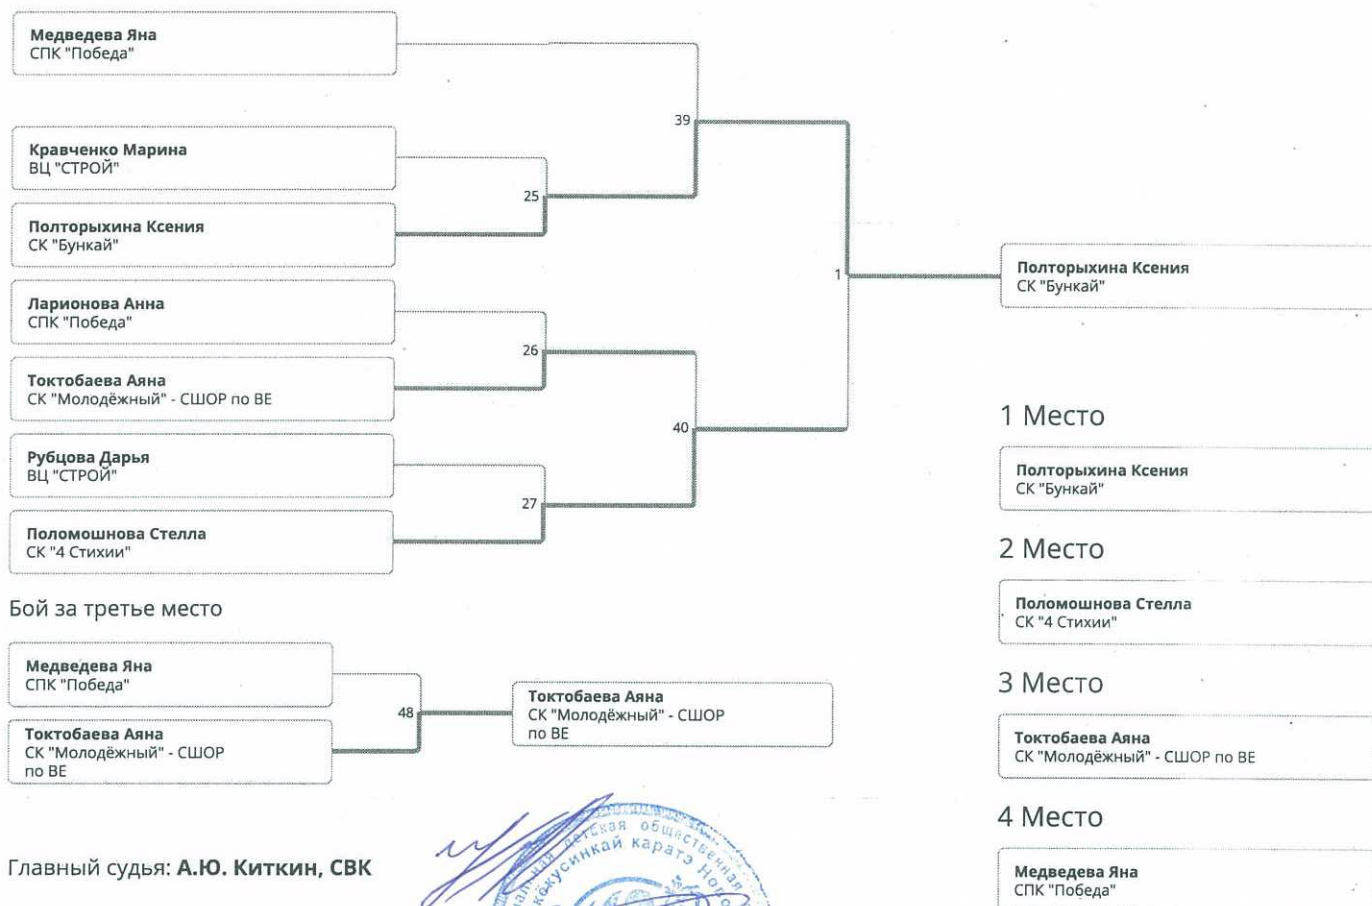 Медведева Яна
СПК "Победа"
39
Кравченко Марина
ВЦ "СТРОЙ"
25
Полторыхина Ксения
СК "Бункай"
1
Полторыхина Ксения
СК "Бункай"
Ларионова Анна
СПК "Победа"
26
Токтобаева Аяна
СК "Молодёжный" - СШОР по ВЕ
40
Рубцова Дарья
ВЦ "СТРОЙ"
27
Поломошнова Стелла
СК "4 Стихии"
1 Место
Полторыхина Ксения
СК "Бункай"
2 Место
Поломошнова Стелла
СК "4 Стихии"
3 Место
Токтобаева Аяна
СК "Молодёжный" - СШОР по ВЕ
4 Место
Медведева Яна
СПК "Победа"
Бой за третье место
Медведева Яна
СПК "Победа"
48
Токтобаева Аяна
СК "Молодёжный" - СШОР
по ВЕ
Токтобаева Аяна
СК "Молодёжный" - СШОР
по ВЕ
Главный судья: А.Ю. Киткин, СВК
детская общественная
каратэ